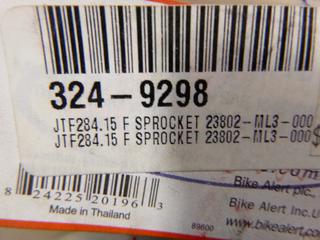 324-9298
JTF284.15 F SPROCKET 23802-ML3-000
JTF284.15 F SPROCKET 23802-ML3-000
8 24225 20196 3
Made in Thailand
89600
Bike Alert plc.
Bike Alert Inc.U
www.bikealert.